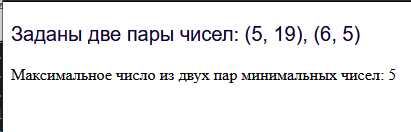 Заданы две пары чисел: (5, 19), (6, 5)
Максимальное число из двух пар минимальных чисел: 5